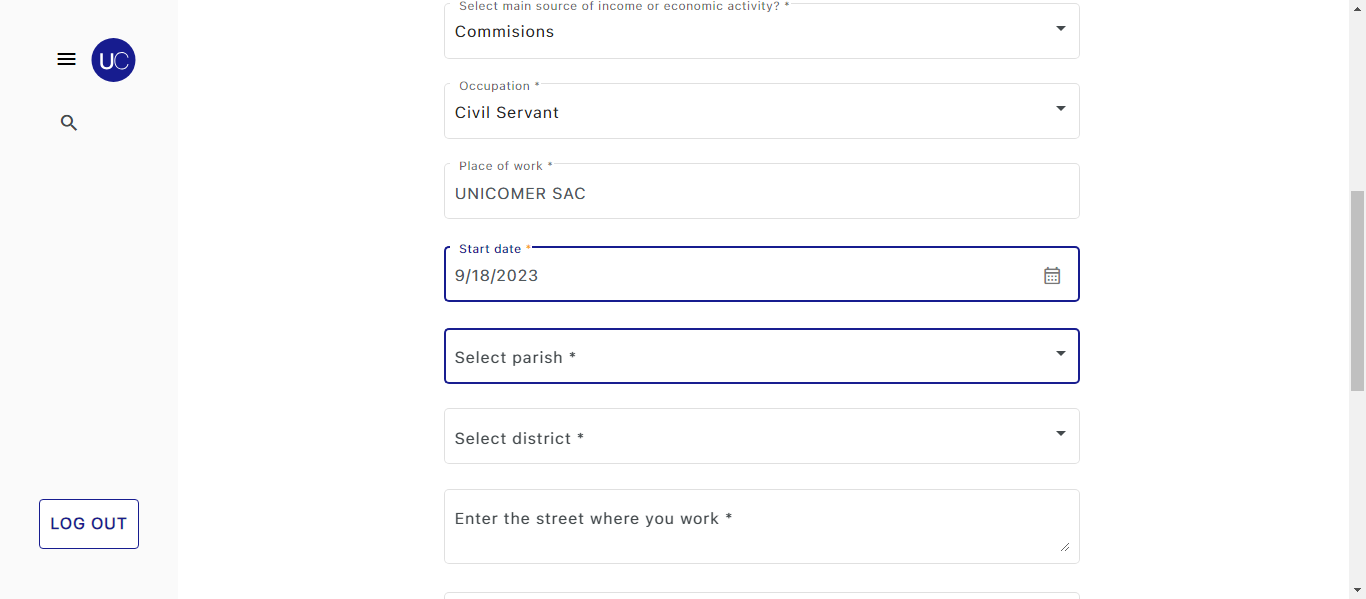 Select main source of income or economic activity? *
Commisions
UC
Occupation *
Civil Servant
Place of work *
UNICOMER SAC
Start date *
9/18/2023
Select parish *
Select district *
Enter the street where you work *
LOG OUT